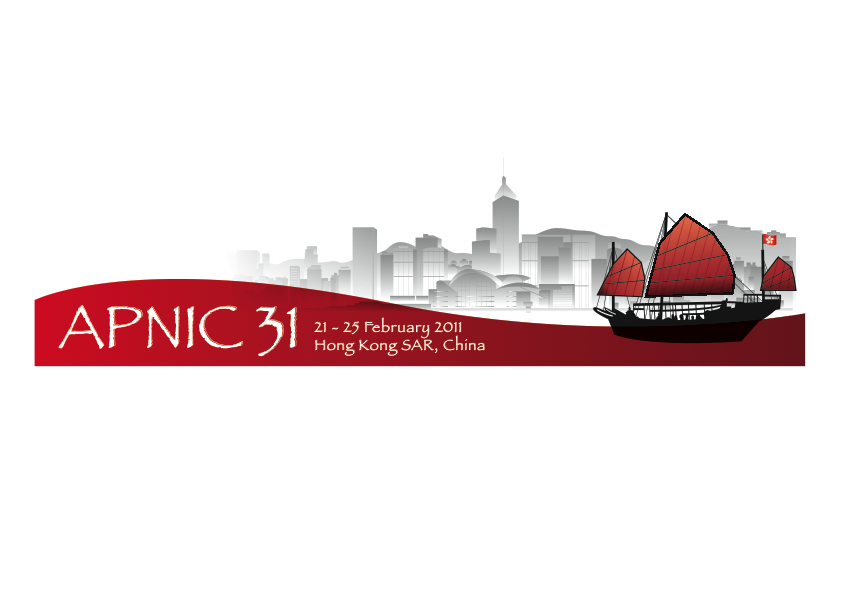 APNIC 31
21 - 25 February 2011
Hong Kong SAR, China